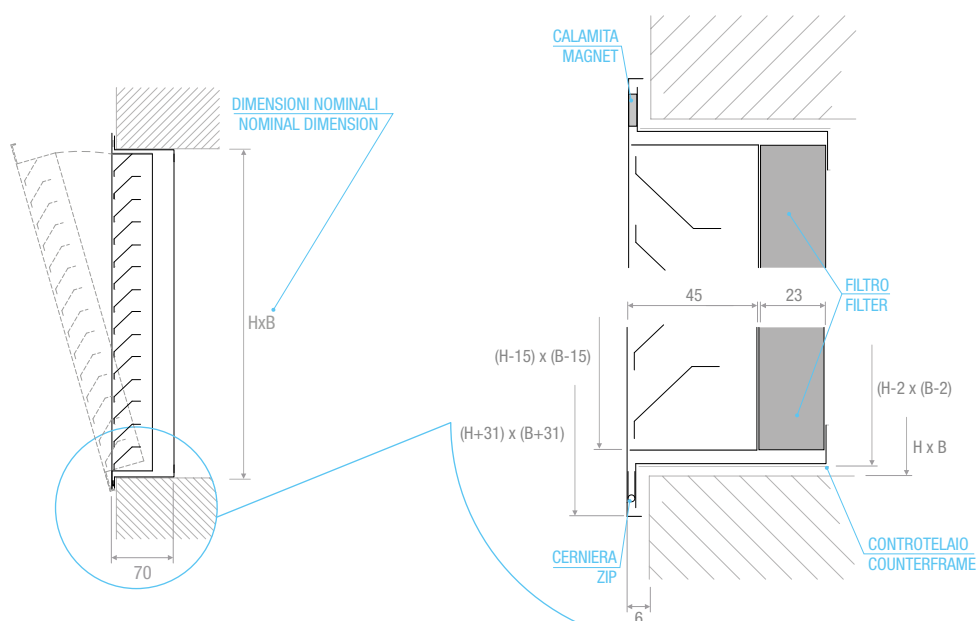 DIMENSIONI NOMINALI
NOMINAL DIMENSION
HxB
70
CALAMITA
MAGNET
45
23
FILTRO
FILTER
(H-15) x (B-15)
(H+31) x (B+31)
(H-2 x (B-2)
H x B
CERNIERA
ZIP
CONTROTELAIO
COUNTERFRAME
6